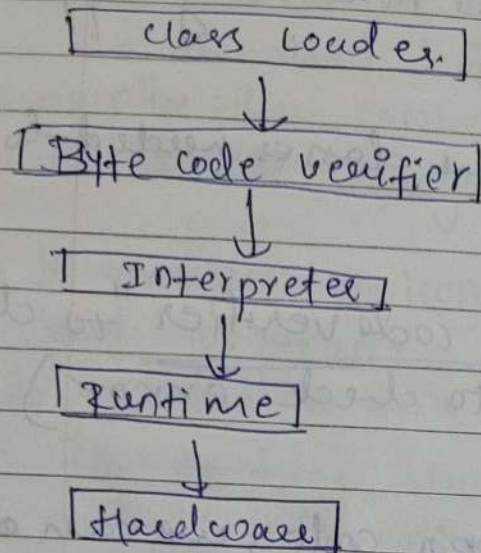 Class Loader.
Byte code verifier
Interpreter
Runtime
Hardware